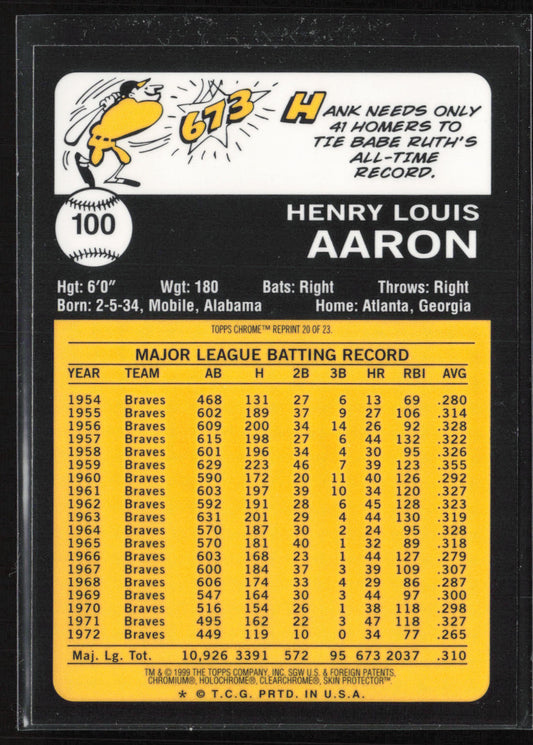 673
HANK NEEDS ONLY
41 HOMERS TO
TIE BABE RUTH'S
ALL-TIME
RECORD.
100
HENRY LOUIS
AARON
Hgt: 6'0" Wgt: 180 Bats: Right Throws: Right
Born: 2-5-34, Mobile, Alabama Home: Atlanta, Georgia
TOPPS CHROME™ REPRINT 20 OF 23.
MAJOR LEAGUE BATTING RECORD
YEAR TEAM AB H 2B 3B HR RBI AVG
1954 Braves 468 131 27 6 13 69 .280
1955 Braves 602 189 37 9 27 106 .314
1956 Braves 609 200 34 14 26 92 .328
1957 Braves 615 198 27 6 44 132 .322
1958 Braves 601 196 34 4 30 95 .326
1959 Braves 629 223 46 7 39 123 .355
1960 Braves 590 172 20 11 40 126 .292
1961 Braves 603 197 39 10 34 120 .327
1962 Braves 592 191 28 6 45 128 .323
1963 Braves 631 201 29 4 44 130 .319
1964 Braves 570 187 30 2 24 95 .328
1965 Braves 570 181 40 1 32 89 .318
1966 Braves 603 168 23 1 44 127 .279
1967 Braves 600 184 37 3 39 109 .307
1968 Braves 606 174 33 4 29 86 .287
1969 Braves 547 164 30 3 44 97 .300
1970 Braves 516 154 26 1 38 118 .298
1971 Braves 495 162 22 3 47 118 .327
1972 Braves 449 119 10 0 34 77 .265
Maj. Lg. Tot. 10,926 3391 572 95 673 2037 .310
TM & © 1999 THE TOPPS COMPANY, INC. SGW U.S. & FOREIGN PATENTS.
CHROMIUM®, HOLOCHROME®, CLEARCHROME®, SKIN PROTECTOR™.
* © T.C.G. PRTD. IN U.S.A.